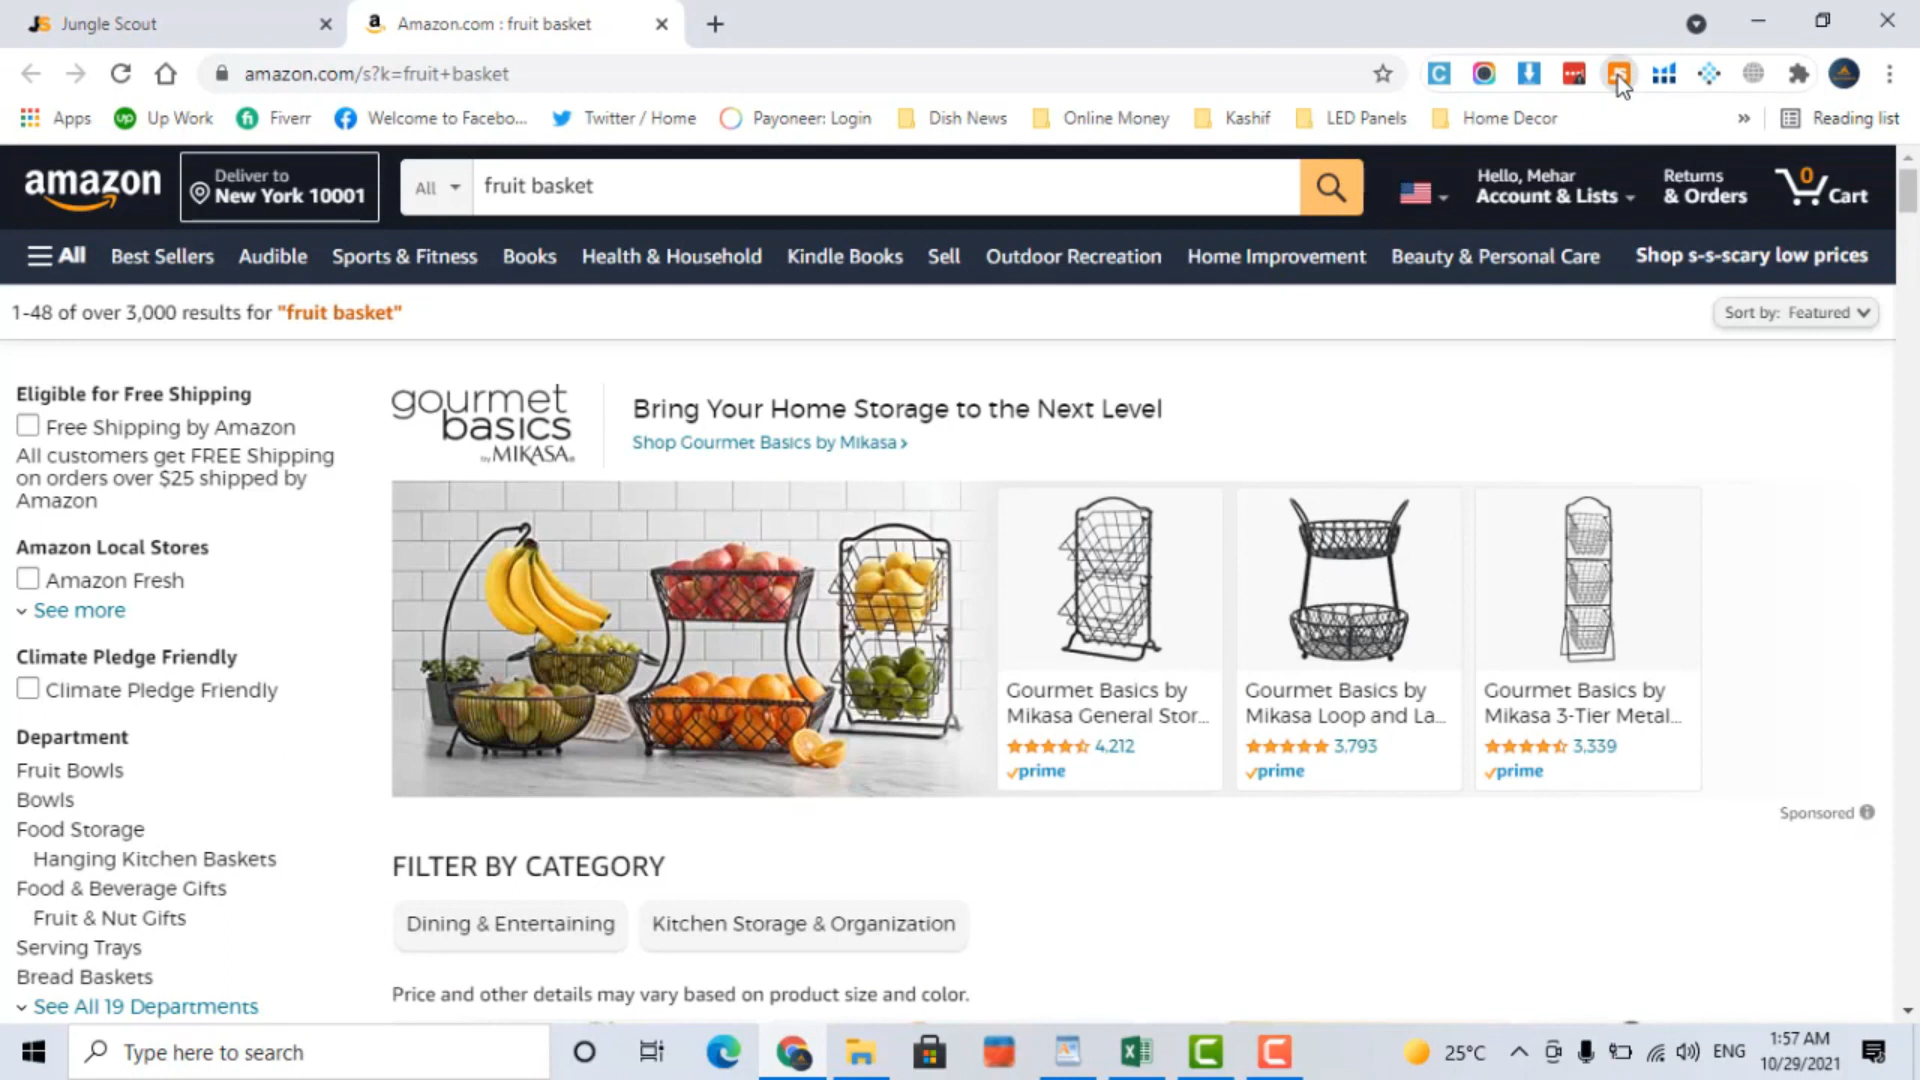 Jungle Scout
Amazon.com : fruit basket
amazon.com/s?k=fruit+basket
Apps
Up Work
Fiverr
Welcome to Facebo...
Twitter / Home
Payoneer: Login
Dish News
Online Money
Kashif
LED Panels
Home Decor
»
Reading list
amazon
Deliver to
New York 10001
All
fruit basket
Hello, Mehar
Account & Lists
Returns
& Orders
0
Cart
All
Best Sellers
Audible
Sports & Fitness
Books
Health & Household
Kindle Books
Sell
Outdoor Recreation
Home Improvement
Beauty & Personal Care
Shop s-s-scary low prices
1-48 of over 3,000 results for "fruit basket"
Sort by: Featured
Eligible for Free Shipping
Free Shipping by Amazon
All customers get FREE Shipping
on orders over $25 shipped by
Amazon
Amazon Local Stores
Amazon Fresh
See more
Climate Pledge Friendly
Climate Pledge Friendly
Department
Fruit Bowls
Bowls
Food Storage
Hanging Kitchen Baskets
Food & Beverage Gifts
Fruit & Nut Gifts
Serving Trays
Bread Baskets
See All 19 Departments
gourmet
basics
by MIKASA
Bring Your Home Storage to the Next Level
Shop Gourmet Basics by Mikasa ›
Gourmet Basics by
Mikasa General Stor...
4,212
prime
Gourmet Basics by
Mikasa Loop and La...
3,793
prime
Gourmet Basics by
Mikasa 3-Tier Metal...
3,339
prime
Sponsored
FILTER BY CATEGORY
Dining & Entertaining
Kitchen Storage & Organization
Price and other details may vary based on product size and color.
Type here to search
25°C
ENG
1:57 AM
10/29/2021